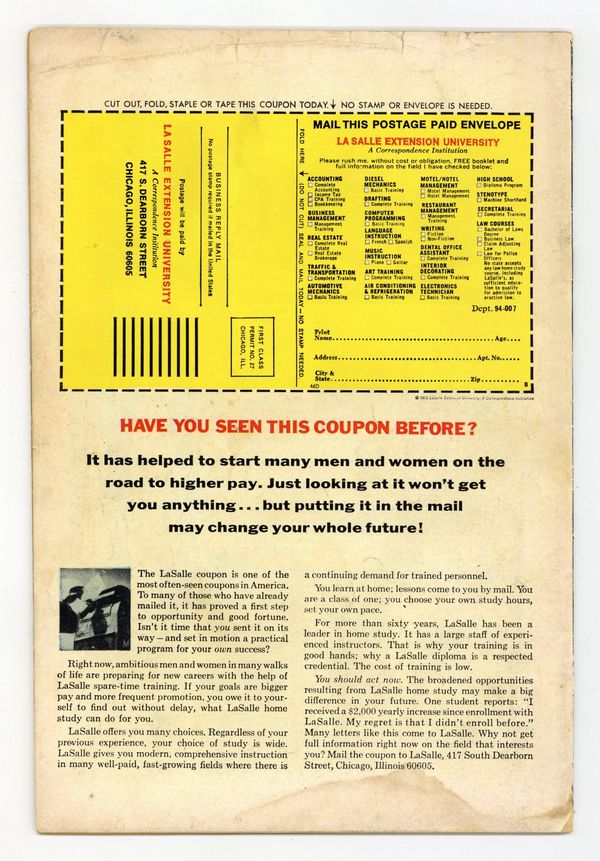 CUT OUT, FOLD, STAPLE OR TAPE THIS COUPON TODAY. NO STAMP OR ENVELOPE IS NEEDED.
Postage will be paid by
LA SALLE EXTENSION UNIVERSITY
A Correspondence Institution
417 S. DEARBORN STREET
CHICAGO, ILLINOIS 60605
BUSINESS REPLY MAIL
No postage stamp required if mailed in the United States
FIRST CLASS
PERMIT NO. 27
CHICAGO, ILL.
FOLD HERE (DO NOT CUT) SEAL AND MAIL TODAY—NO STAMP NEEDED.
MAIL THIS POSTAGE PAID ENVELOPE
LA SALLE EXTENSION UNIVERSITY
A Correspondence Institution
Please rush me, without cost or obligation, FREE booklet and
full information on the field I have checked below:
ACCOUNTING
Complete
Accounting
Income Tax
CPA Training
Bookkeeping
BUSINESS
MANAGEMENT
Management
Training
REAL ESTATE
Complete Real
Estate
Real Estate
Brokerage
TRAFFIC &
TRANSPORTATION
Complete Training
AUTOMOTIVE
MECHANICS
Basic Training
DIESEL
MECHANICS
Basic Training
DRAFTING
Complete Training
COMPUTER
PROGRAMMING
Basic Training
LANGUAGE
INSTRUCTION
French Spanish
MUSIC
INSTRUCTION
Piano Guitar
ART TRAINING
Complete Training
AIR CONDITIONING
& REFRIGERATION
Basic Training
MOTEL/HOTEL
MANAGEMENT
Motel Management
Hotel Management
RESTAURANT
MANAGEMENT
Management
Training
WRITING
Fiction
Non-Fiction
DENTAL OFFICE
ASSISTANT
Complete Training
INTERIOR
DECORATING
Complete Training
ELECTRONICS
TECHNICIAN
Basic Training
HIGH SCHOOL
Diploma Program
STENOTYPE
Machine Shorthand
SECRETARIAL
Complete Training
LAW COURSES
Bachelor of Laws
Degree
Business Law
Claim Adjusting
Law
Law for Police
Officers
No state accepts
any law home study
course, including
LaSalle's, as
sufficient educa-
tion to qualify
for admission to
practice law.
Dept. 94-007
Print
Name Age
Address Apt. No.
City &
State Zip
46D 8
© 1973 LaSalle Extension University, A Correspondence Institution
HAVE YOU SEEN THIS COUPON BEFORE?
It has helped to start many men and women on the
road to higher pay. Just looking at it won't get
you anything...but putting it in the mail
may change your whole future!
The LaSalle coupon is one of the
most often-seen coupons in America.
To many of those who have already
mailed it, it has proved a first step
to opportunity and good fortune.
Isn't it time that you sent it on its
way—and set in motion a practical
program for your own success?
Right now, ambitious men and women in many walks
of life are preparing for new careers with the help of
LaSalle spare-time training. If your goals are bigger
pay and more frequent promotion, you owe it to your-
self to find out without delay, what LaSalle home
study can do for you.
LaSalle offers you many choices. Regardless of your
previous experience, your choice of study is wide.
LaSalle gives you modern, comprehensive instruction
in many well-paid, fast-growing fields where there is
a continuing demand for trained personnel.
You learn at home; lessons come to you by mail. You
are a class of one; you choose your own study hours,
set your own pace.
For more than sixty years, LaSalle has been a
leader in home study. It has a large staff of experi-
enced instructors. That is why your training is in
good hands; why a LaSalle diploma is a respected
credential. The cost of training is low.
You should act now. The broadened opportunities
resulting from LaSalle home study may make a big
difference in your future. One student reports: "I
received a $2,000 yearly increase since enrollment with
LaSalle. My regret is that I didn't enroll before."
Many letters like this come to LaSalle. Why not get
full information right now on the field that interests
you? Mail the coupon to LaSalle, 417 South Dearborn
Street, Chicago, Illinois 60605.